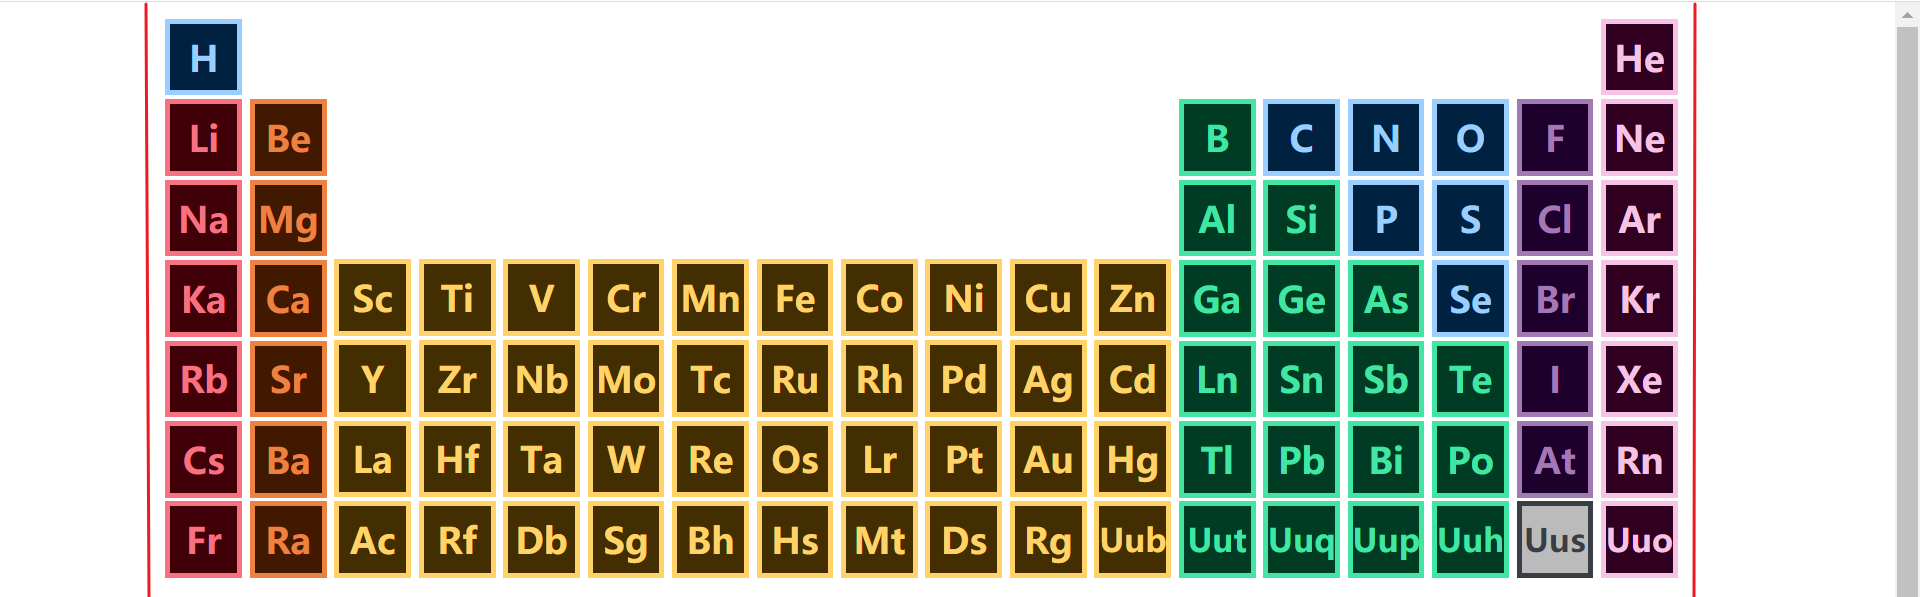 H He
Li Be B C N O F Ne
Na Mg Al Si P S Cl Ar
Ka Ca Sc Ti V Cr Mn Fe Co Ni Cu Zn Ga Ge As Se Br Kr
Rb Sr Y Zr Nb Mo Tc Ru Rh Pd Ag Cd Ln Sn Sb Te I Xe
Cs Ba La Hf Ta W Re Os Lr Pt Au Hg Tl Pb Bi Po At Rn
Fr Ra Ac Rf Db Sg Bh Hs Mt Ds Rg Uub Uut Uuq Uup Uuh Uus Uuo